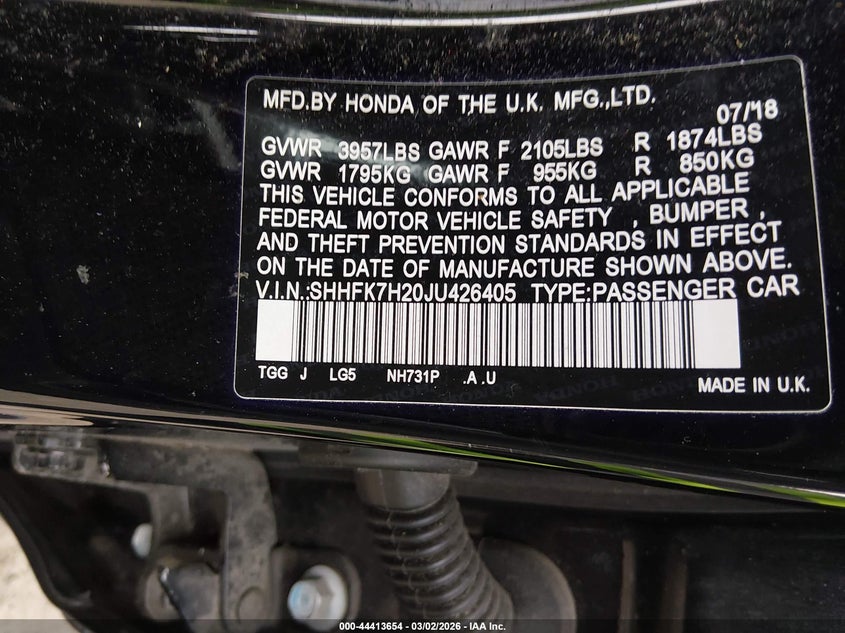 MFD.BY HONDA OF THE U.K. MFG.,LTD. 07/18
GVWR 3957LBS GAWR F 2105LBS R 1874LBS
GVWR 1795KG GAWR F 955KG R 850KG
THIS VEHICLE CONFORMS TO ALL APPLICABLE
FEDERAL MOTOR VEHICLE SAFETY , BUMPER ,
AND THEFT PREVENTION STANDARDS IN EFFECT
ON THE DATE OF MANUFACTURE SHOWN ABOVE.
V.I.N.:SHHFK7H20JU426405 TYPE:PASSENGER CAR
TGG J LG5 NH731P .A .U
MADE IN U.K.
000-44413654 - 03/02/2026 - IAA Inc.